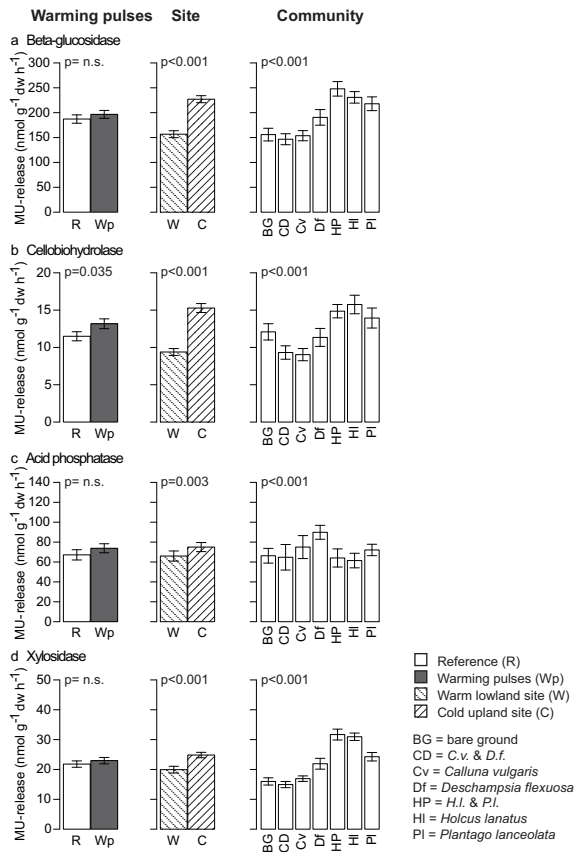 Warming pulses Site Community
a Beta-glucosidase
MU-release (nmol g⁻¹ dw h⁻¹)
300
250
200
150
100
50
0
p= n.s. p<0.001 p<0.001
R Wp W C BG CD Cv Df HP Hl Pl
b Cellobiohydrolase
MU-release (nmol g⁻¹ dw h⁻¹)
20
15
10
5
0
p=0.035 p<0.001 p<0.001
R Wp W C BG CD Cv Df HP Hl Pl
c Acid phosphatase
MU-release (nmol g⁻¹ dw h⁻¹)
140
120
100
80
60
40
20
0
p= n.s. p=0.003 p<0.001
R Wp W C BG CD Cv Df HP Hl Pl
d Xylosidase
MU-release (nmol g⁻¹ dw h⁻¹)
50
40
30
20
10
0
p= n.s. p<0.001 p<0.001
R Wp W C BG CD Cv Df HP Hl Pl
Reference (R)
Warming pulses (Wp)
Warm lowland site (W)
Cold upland site (C)
BG = bare ground
CD = C.v. & D.f.
Cv = Calluna vulgaris
Df = Deschampsia flexuosa
HP = H.l. & P.l.
Hl = Holcus lanatus
Pl = Plantago lanceolata